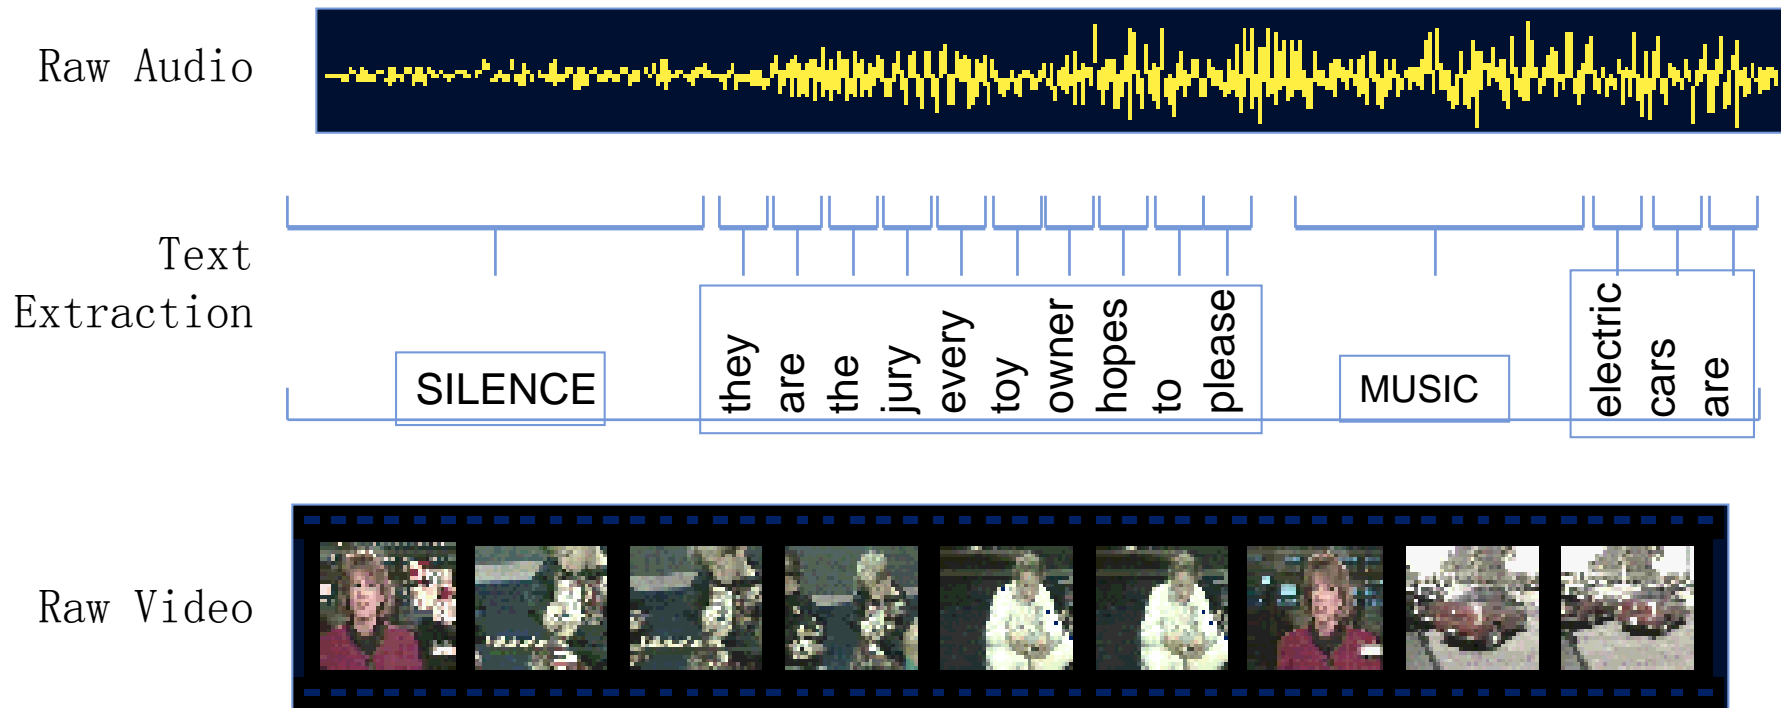 Raw Audio
Text
Extraction
SILENCE
they
are
the
jury
every
toy
owner
hopes
to
please
MUSIC
electric
cars
are
Raw Video